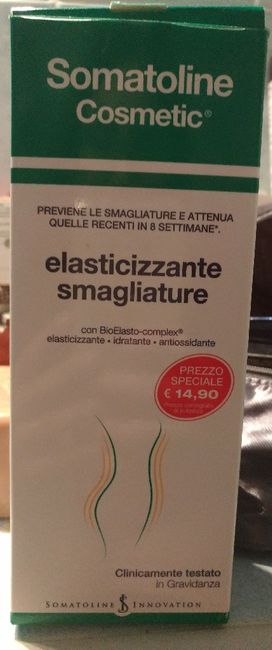 Somatoline
Cosmetic®
PREVIENE LE SMAGLIATURE E ATTENUA
QUELLE RECENTI IN 8 SETTIMANE*.
elasticizzante
smagliature
con BioElasto-complex®
elasticizzante • idratante • antiossidante
PREZZO
SPECIALE
€ 14,90
Clinicamente testato
in Gravidanza
SOMATOLINE INNOVATION